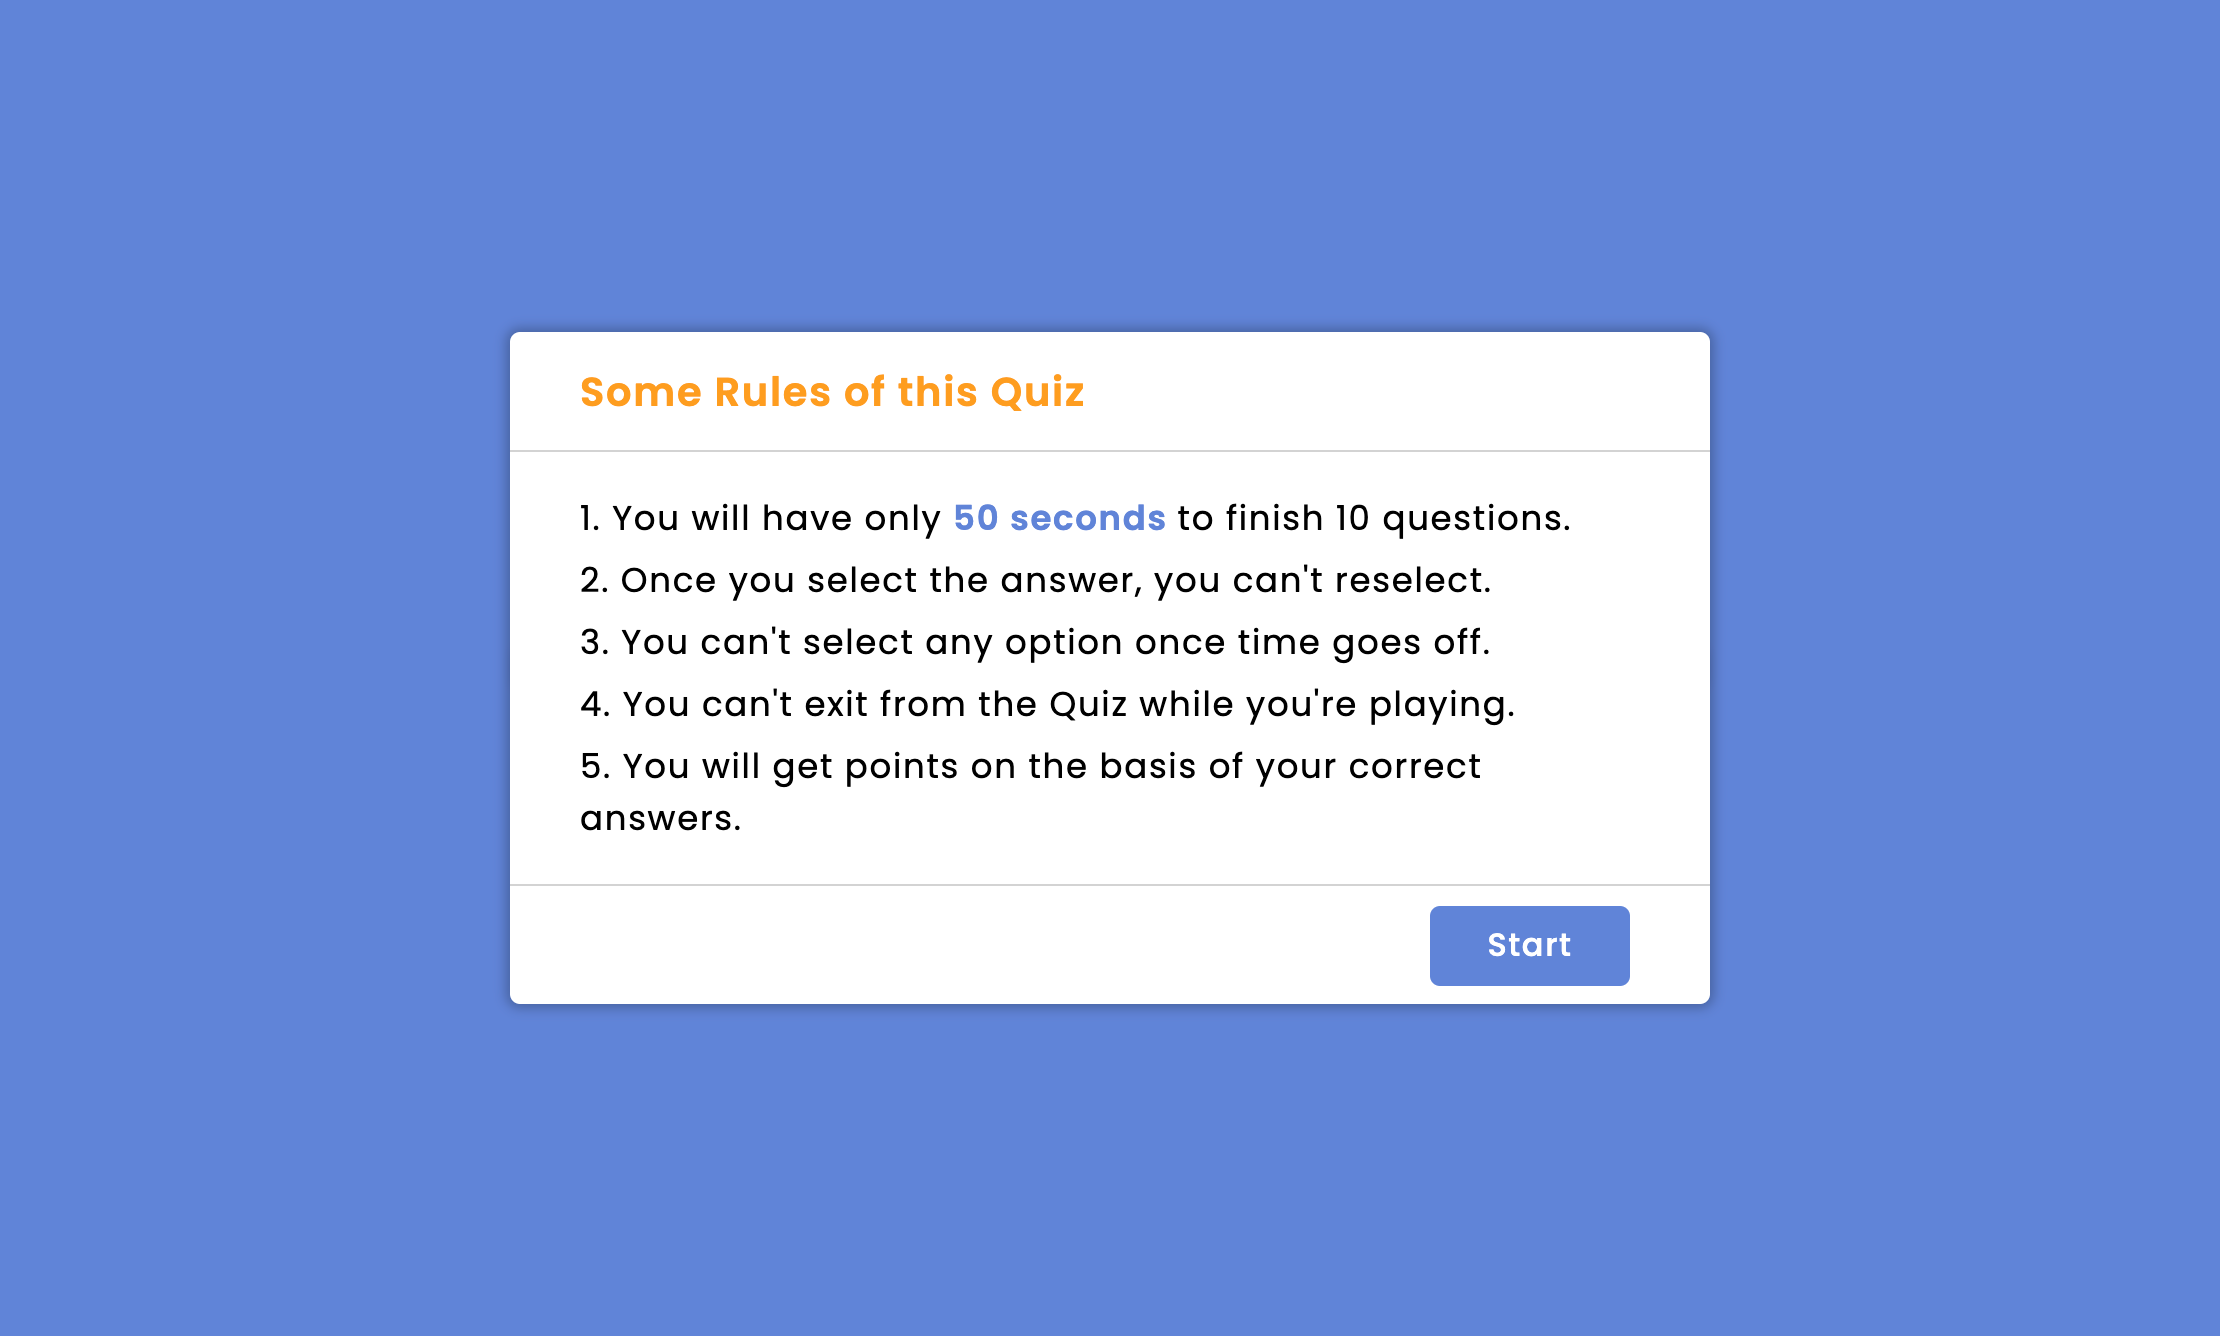 Some Rules of this Quiz
1. You will have only 50 seconds to finish 10 questions.
2. Once you select the answer, you can't reselect.
3. You can't select any option once time goes off.
4. You can't exit from the Quiz while you're playing.
5. You will get points on the basis of your correct
answers.
Start